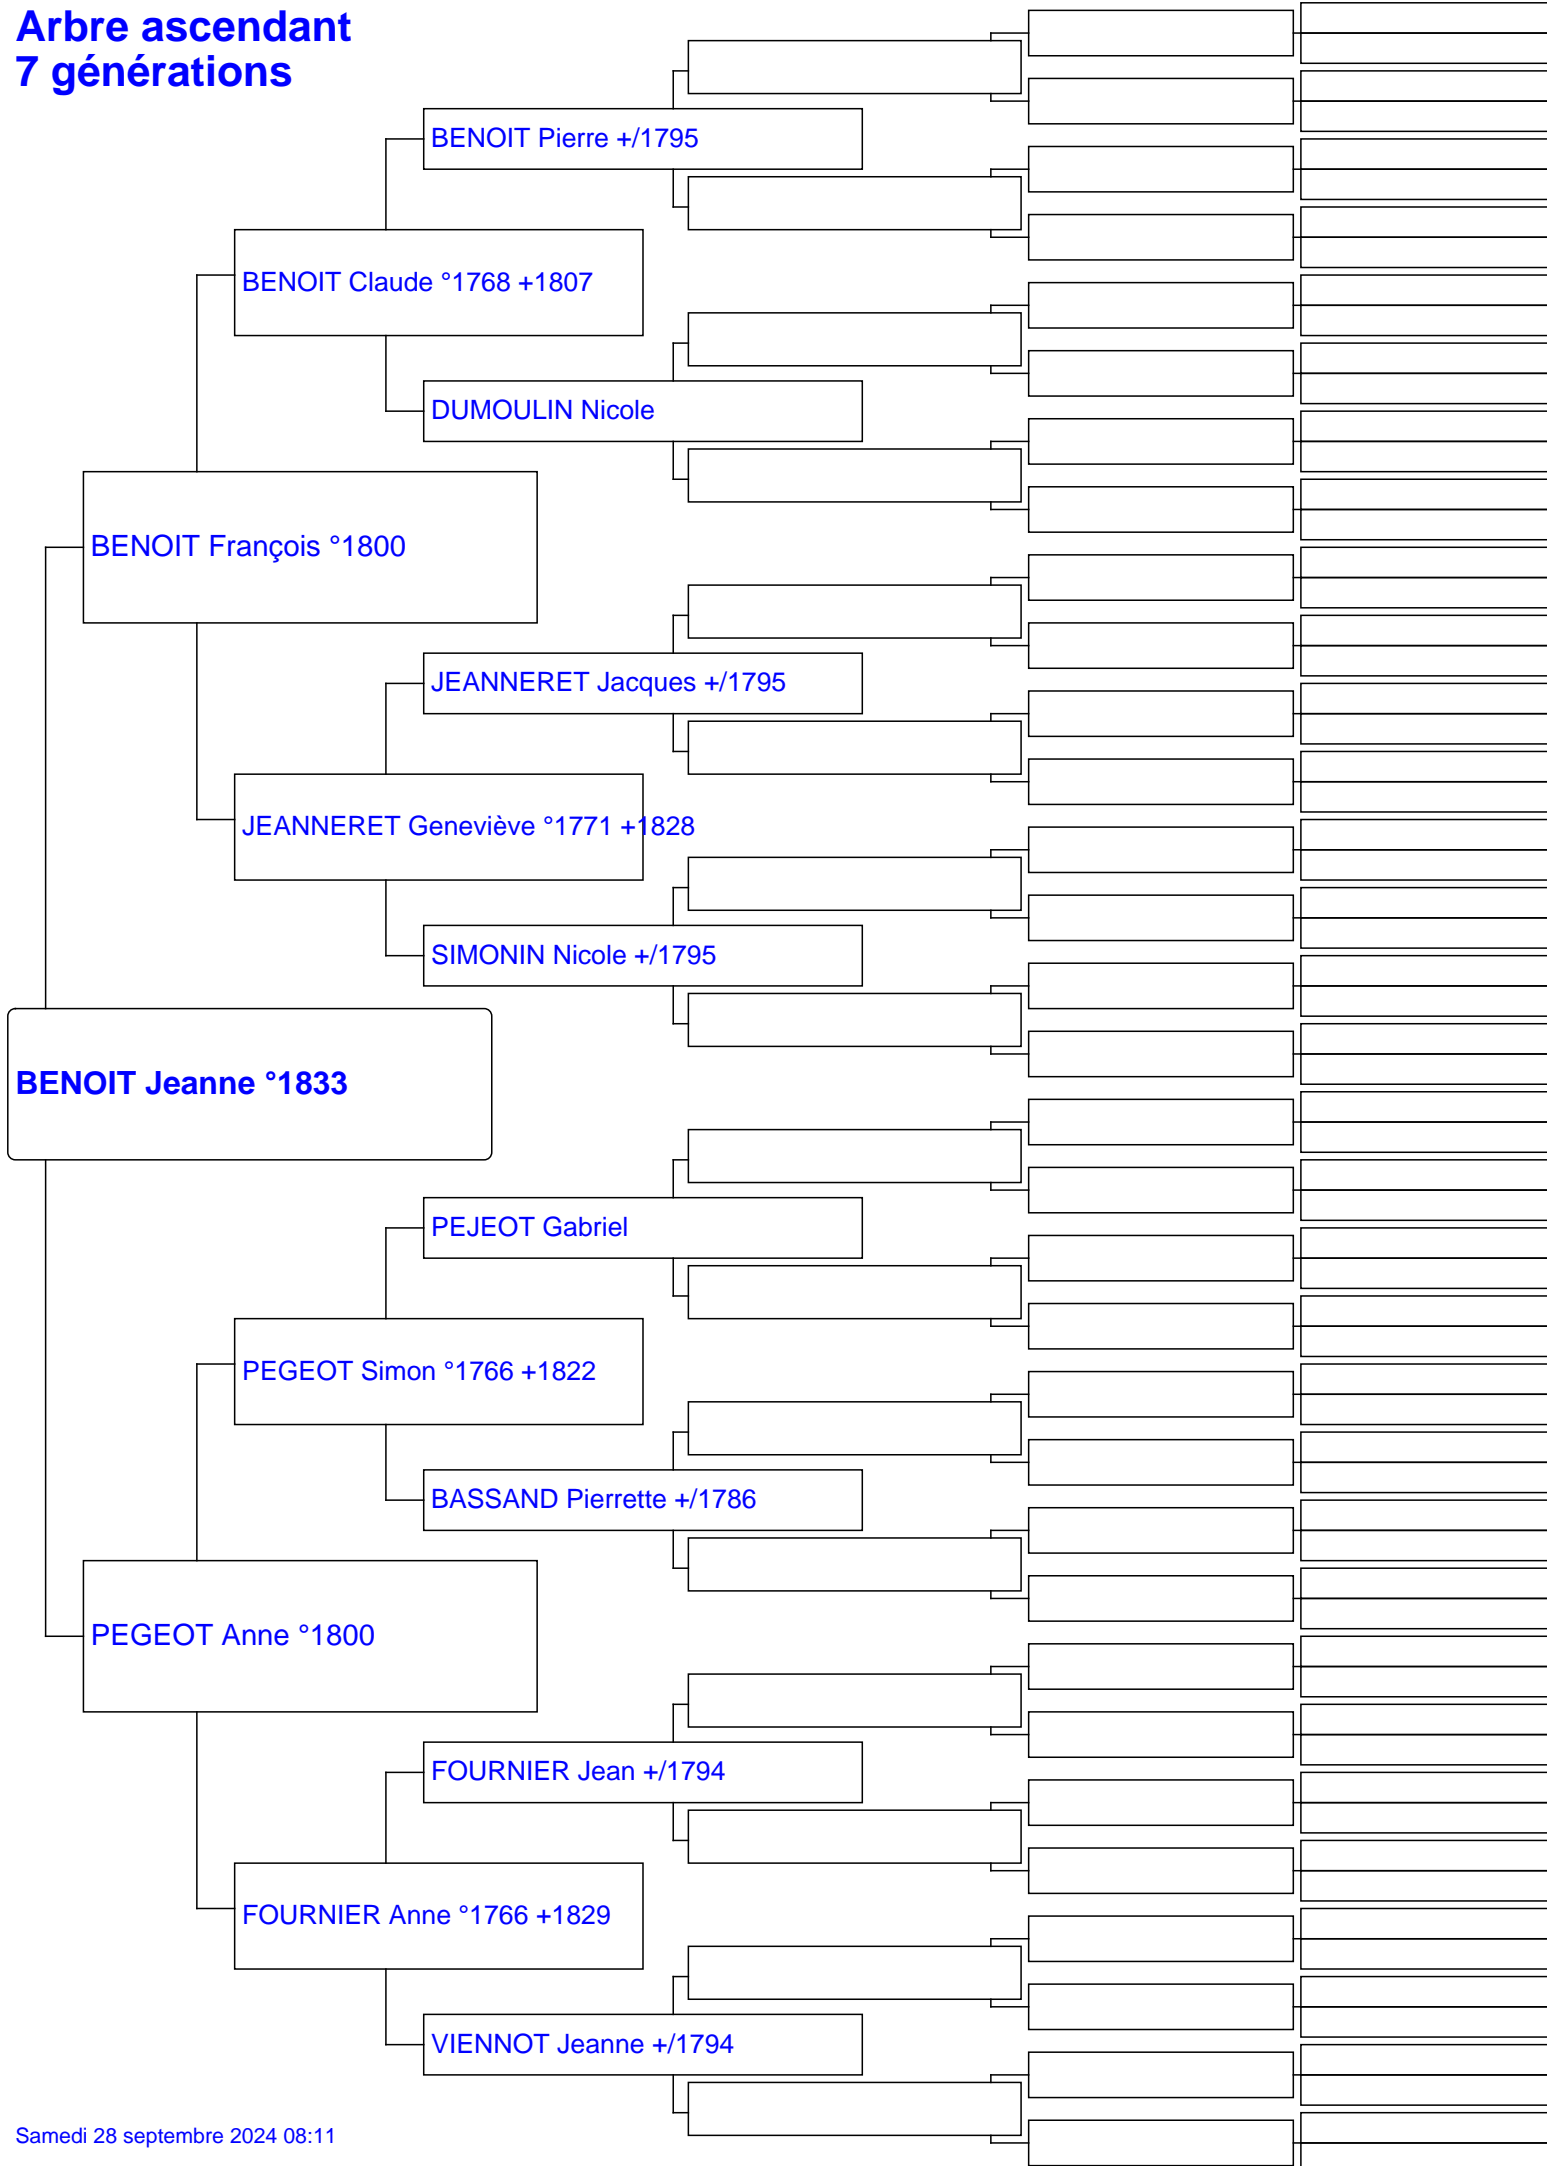 Arbre ascendant
7 générations
BENOIT Pierre +/1795
BENOIT Claude °1768 +1807
DUMOULIN Nicole
BENOIT François °1800
JEANNERET Jacques +/1795
JEANNERET Geneviève °1771 +1828
SIMONIN Nicole +/1795
BENOIT Jeanne °1833
PEJEOT Gabriel
PEGEOT Simon °1766 +1822
BASSAND Pierrette +/1786
PEGEOT Anne °1800
FOURNIER Jean +/1794
FOURNIER Anne °1766 +1829
VIENNOT Jeanne +/1794
Samedi 28 septembre 2024 08:11